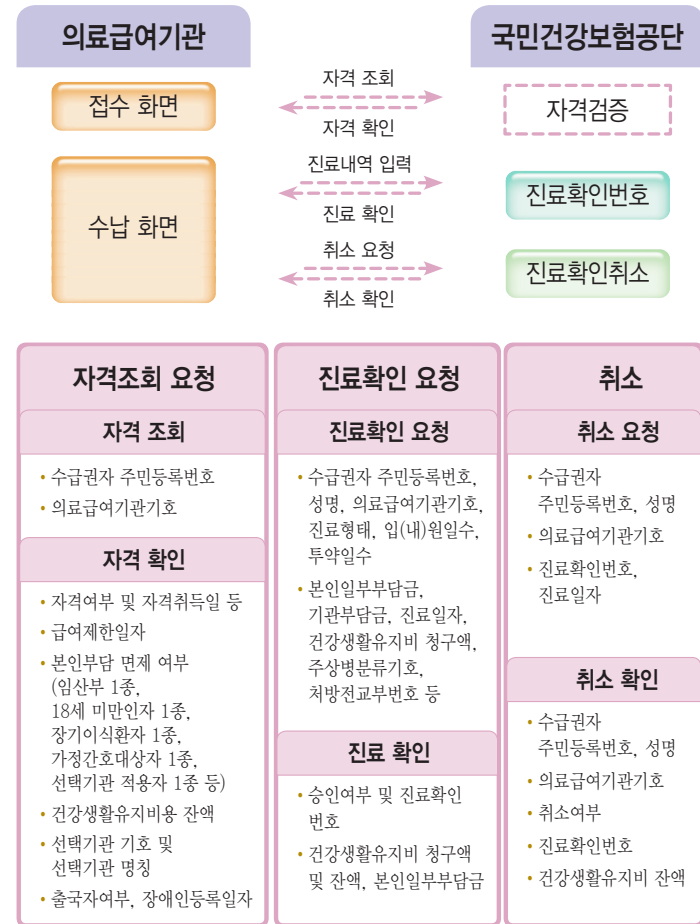 의료급여기관
국민건강보험공단
접수 화면
자격 조회
자격 확인
자격검증
수납 화면
진료내역 입력
진료 확인
진료확인번호
취소 요청
취소 확인
진료확인취소
자격조회 요청
자격 조회
• 수급권자 주민등록번호
• 의료급여기관기호
자격 확인
• 자격여부 및 자격취득일 등
• 급여제한일자
• 본인부담 면제 여부
(임산부 1종,
18세 미만인자 1종,
장기이식환자 1종,
가정간호대상자 1종,
선택기관 적용자 1종 등)
• 건강생활유지비용 잔액
• 선택기관 기호 및
선택기관 명칭
• 출국자여부, 장애인등록일자
진료확인 요청
진료확인 요청
• 수급권자 주민등록번호,
성명, 의료급여기관기호,
진료형태, 입(내)원일수,
투약일수
• 본인일부부담금,
기관부담금, 진료일자,
건강생활유지비 청구액,
주상병분류기호,
처방전교부번호 등
진료 확인
• 승인여부 및 진료확인
번호
• 건강생활유지비 청구액
및 잔액, 본인일부부담금
취소
취소 요청
• 수급권자
주민등록번호, 성명
• 의료급여기관기호
• 진료확인번호,
진료일자
취소 확인
• 수급권자
주민등록번호, 성명
• 의료급여기관기호
• 취소여부
• 진료확인번호
• 건강생활유지비 잔액